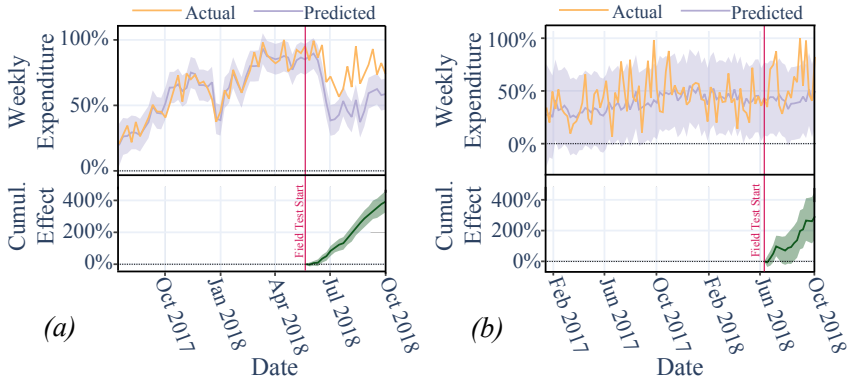 Actual Predicted
Weekly
Expenditure
100%
50%
0%
Cumul.
Effect
400%
200%
0%
Field Test Start
Oct 2017
Jan 2018
Apr 2018
Jul 2018
Oct 2018
Date
(a)
Actual Predicted
Weekly
Expenditure
100%
50%
0%
Cumul.
Effect
400%
200%
0%
Field Test Start
Feb 2017
Jun 2017
Oct 2017
Feb 2018
Jun 2018
Oct 2018
Date
(b)